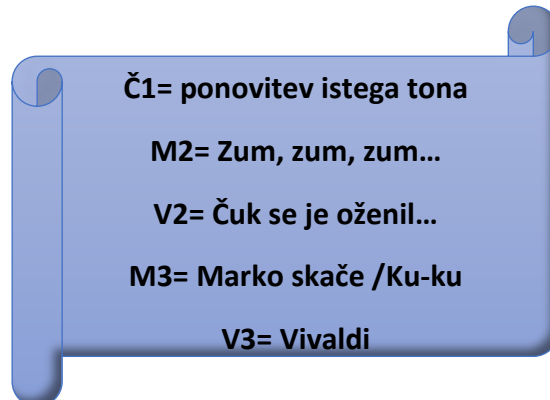 Č1= ponovitev istega tona
M2= Zum, zum, zum…
V2= Čuk se je oženil…
M3= Marko skače /Ku-ku
V3= Vivaldi